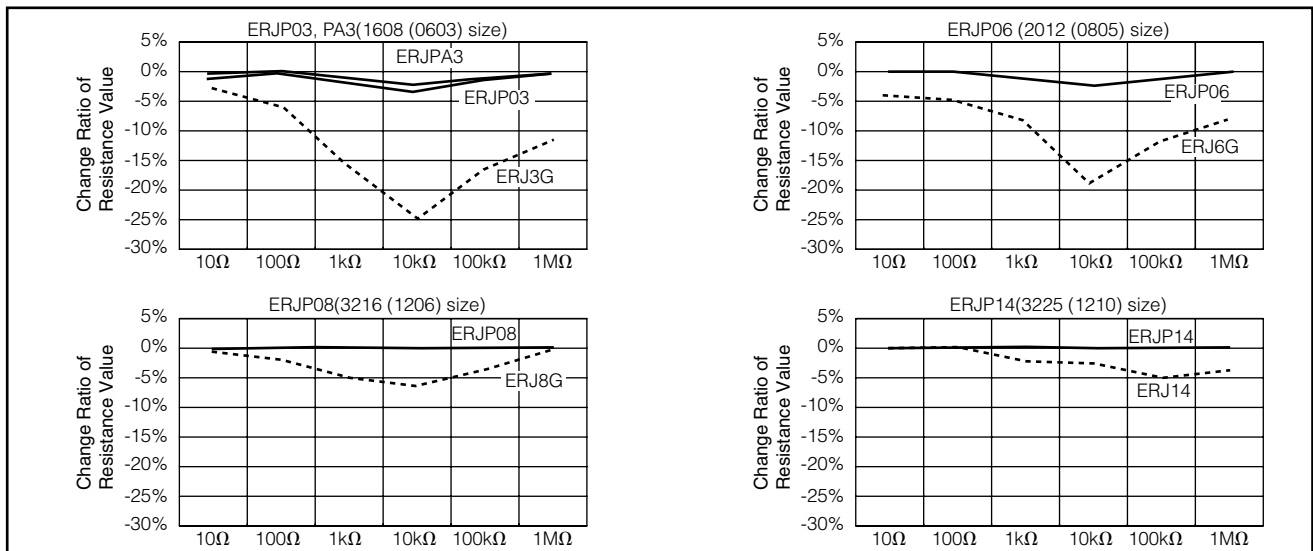 ERJP03, PA3(1608 (0603) size)
Change Ratio of
Resistance Value
5%
0%
-5%
-10%
-15%
-20%
-25%
-30%
ERJPA3
ERJP03
ERJ3G
10Ω 100Ω 1kΩ 10kΩ 100kΩ 1MΩ
ERJP06 (2012 (0805) size)
Change Ratio of
Resistance Value
5%
0%
-5%
-10%
-15%
-20%
-25%
-30%
ERJP06
ERJ6G
10Ω 100Ω 1kΩ 10kΩ 100kΩ 1MΩ
ERJP08(3216 (1206) size)
Change Ratio of
Resistance Value
5%
0%
-5%
-10%
-15%
-20%
-25%
-30%
ERJP08
ERJ8G
10Ω 100Ω 1kΩ 10kΩ 100kΩ 1MΩ
ERJP14(3225 (1210) size)
Change Ratio of
Resistance Value
5%
0%
-5%
-10%
-15%
-20%
-25%
-30%
ERJP14
ERJ14
10Ω 100Ω 1kΩ 10kΩ 100kΩ 1MΩ